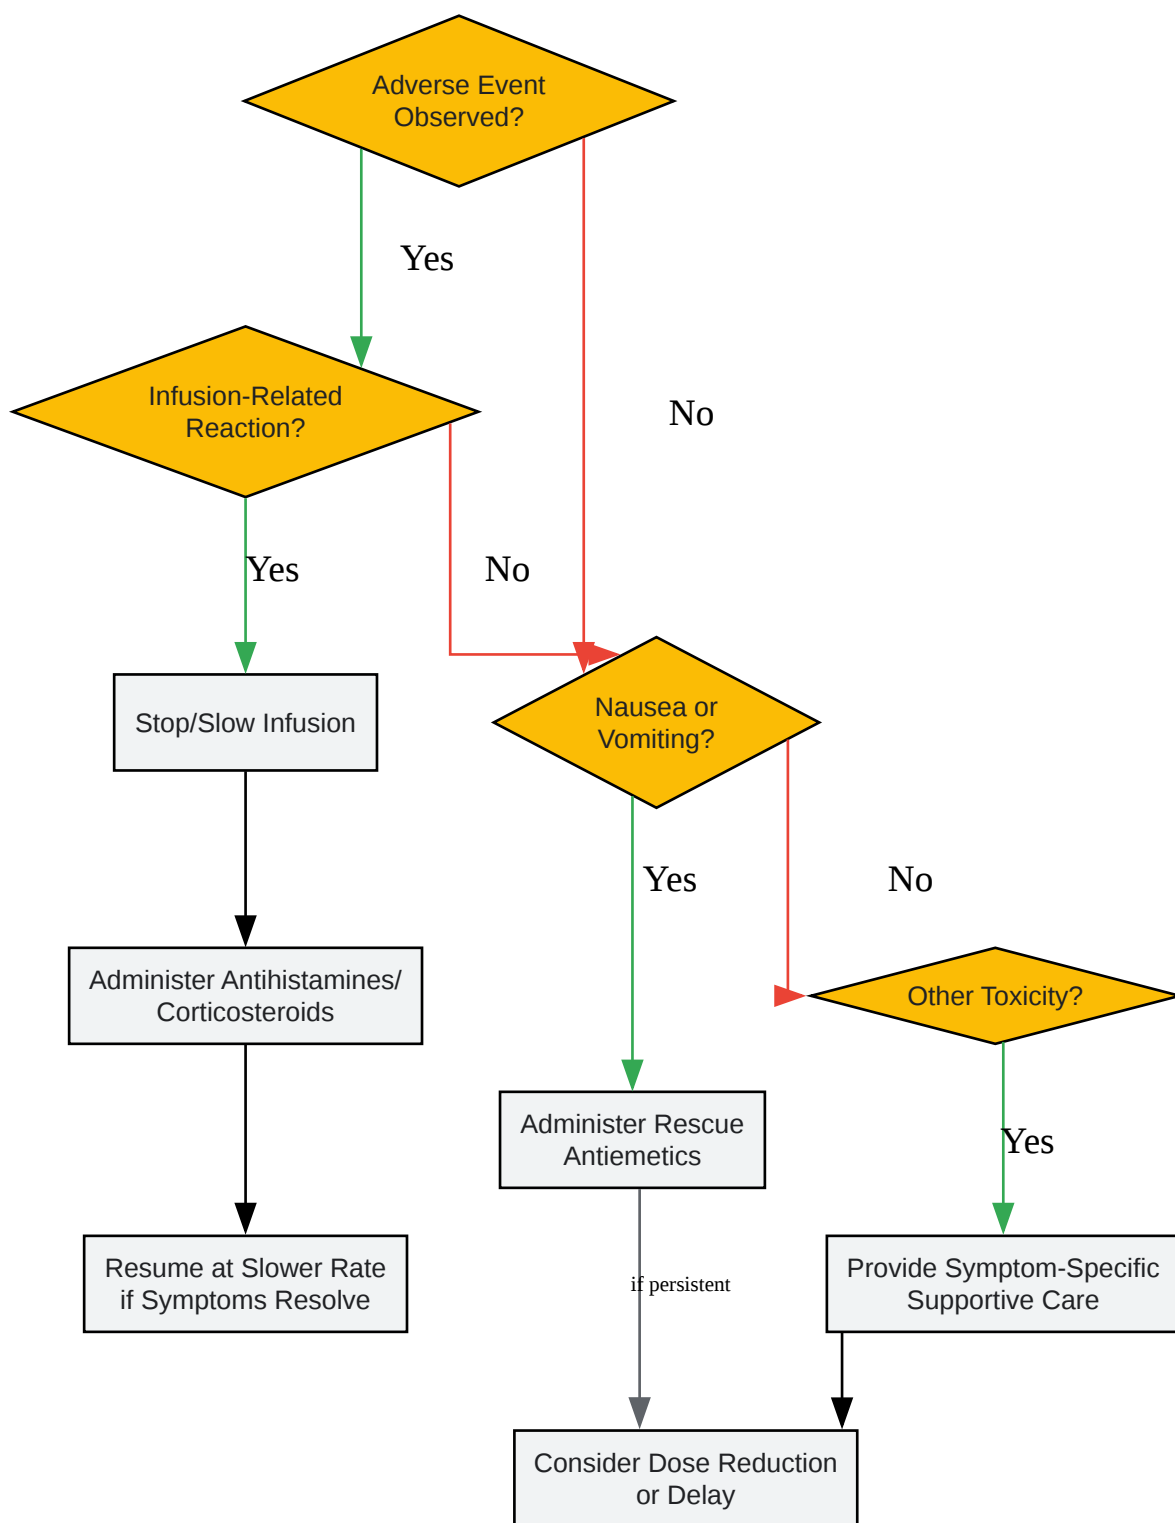 Adverse Event
Observed?
Yes
Infusion-Related
Reaction?
No
Yes
No
Stop/Slow Infusion
Nausea or
Vomiting?
Yes
No
Administer Antihistamines/
Corticosteroids
Other Toxicity?
Administer Rescue
Antiemetics
Yes
Resume at Slower Rate
if Symptoms Resolve
if persistent
Provide Symptom-Specific
Supportive Care
Consider Dose Reduction
or Delay